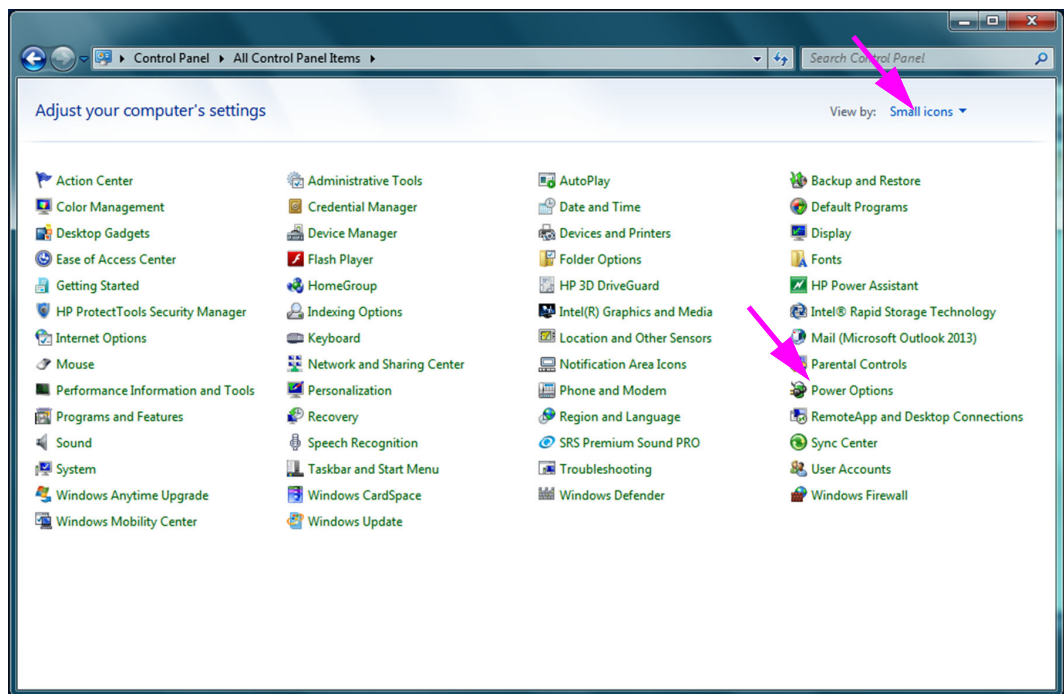 Control Panel All Control Panel Items Search Control Panel
Adjust your computer's settings View by: Small icons
Action Center Administrative Tools AutoPlay Backup and Restore
Color Management Credential Manager Date and Time Default Programs
Desktop Gadgets Device Manager Devices and Printers Display
Ease of Access Center Flash Player Folder Options Fonts
Getting Started HomeGroup HP 3D DriveGuard HP Power Assistant
HP ProtectTools Security Manager Indexing Options Intel(R) Graphics and Media Intel® Rapid Storage Technology
Internet Options Keyboard Location and Other Sensors Mail (Microsoft Outlook 2013)
Mouse Network and Sharing Center Notification Area Icons Parental Controls
Performance Information and Tools Personalization Phone and Modem Power Options
Programs and Features Recovery Region and Language RemoteApp and Desktop Connections
Sound Speech Recognition SRS Premium Sound PRO Sync Center
System Taskbar and Start Menu Troubleshooting User Accounts
Windows Anytime Upgrade Windows CardSpace Windows Defender Windows Firewall
Windows Mobility Center Windows Update